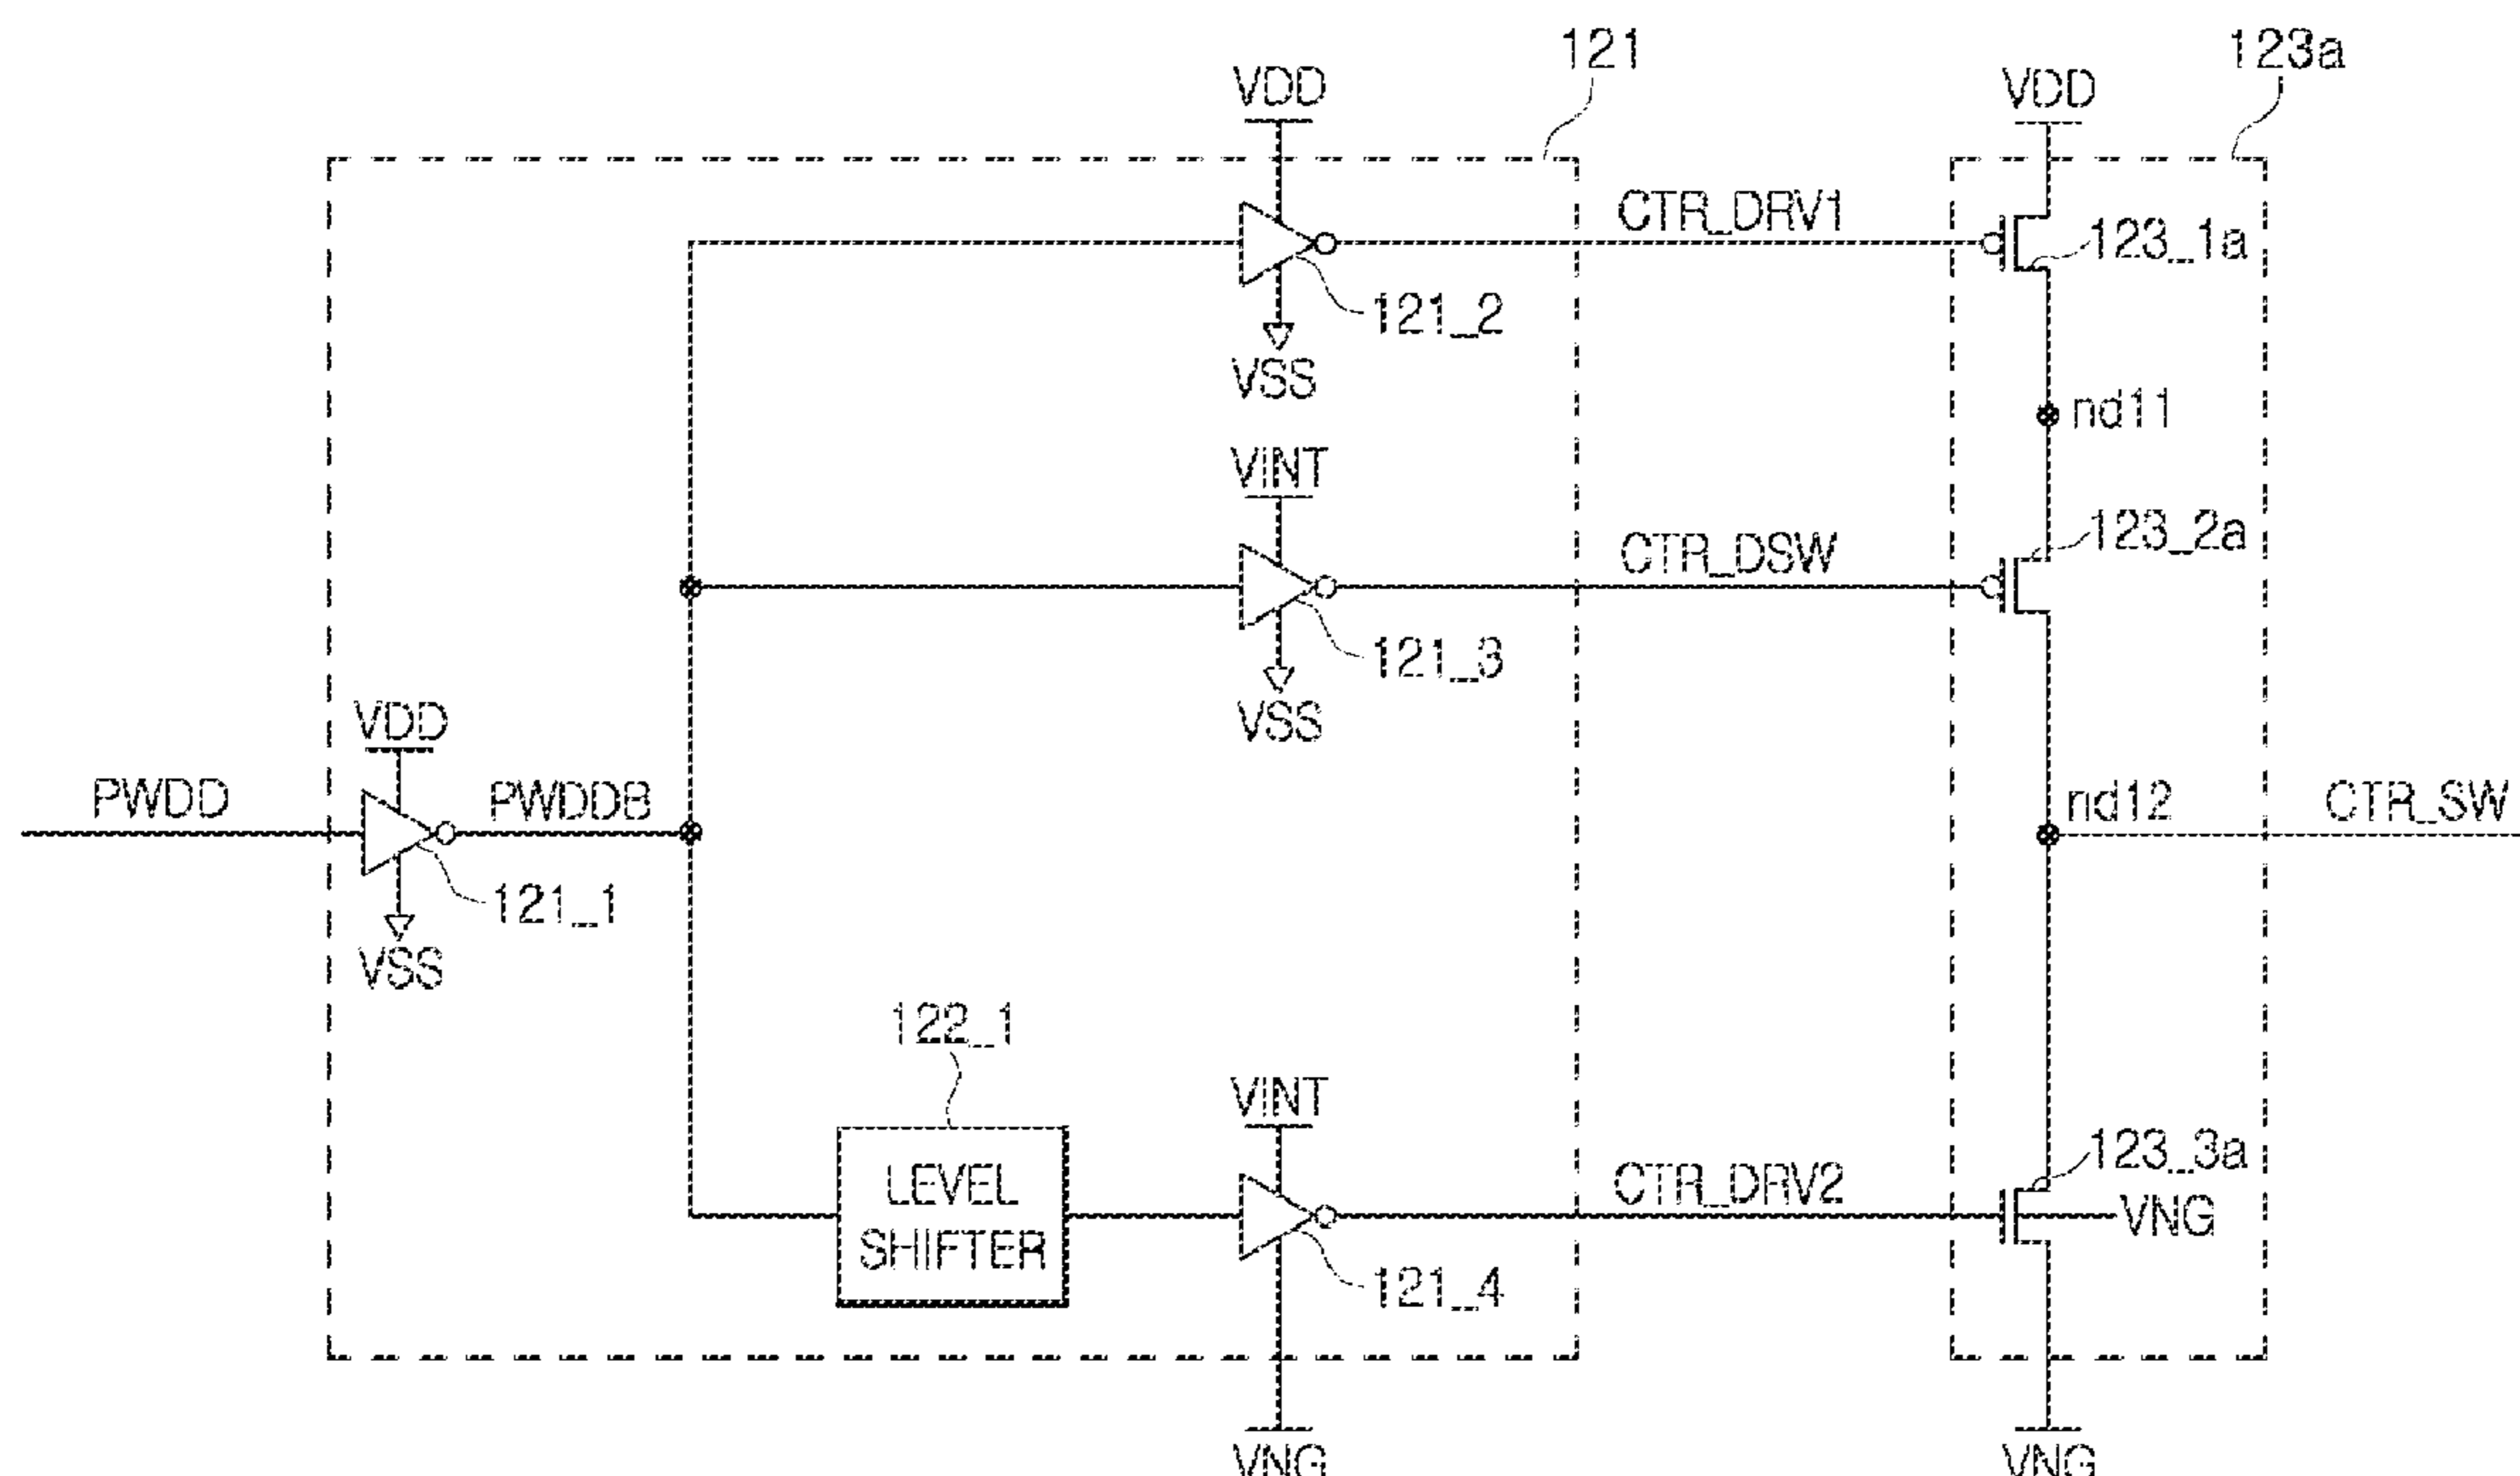 121
123a
VDD
VDD
CTR_DRV1
123_1a
121_2
VSS
nd11
VINT
CTR_DSW
123_2a
121_3
VSS
VDD
PWDD
PWDDB
nd12
CTR_SW
121_1
VSS
122_1
VINT
LEVEL
SHIFTER
CTR_DRV2
123_3a
VNG
121_4
VNG
VNG